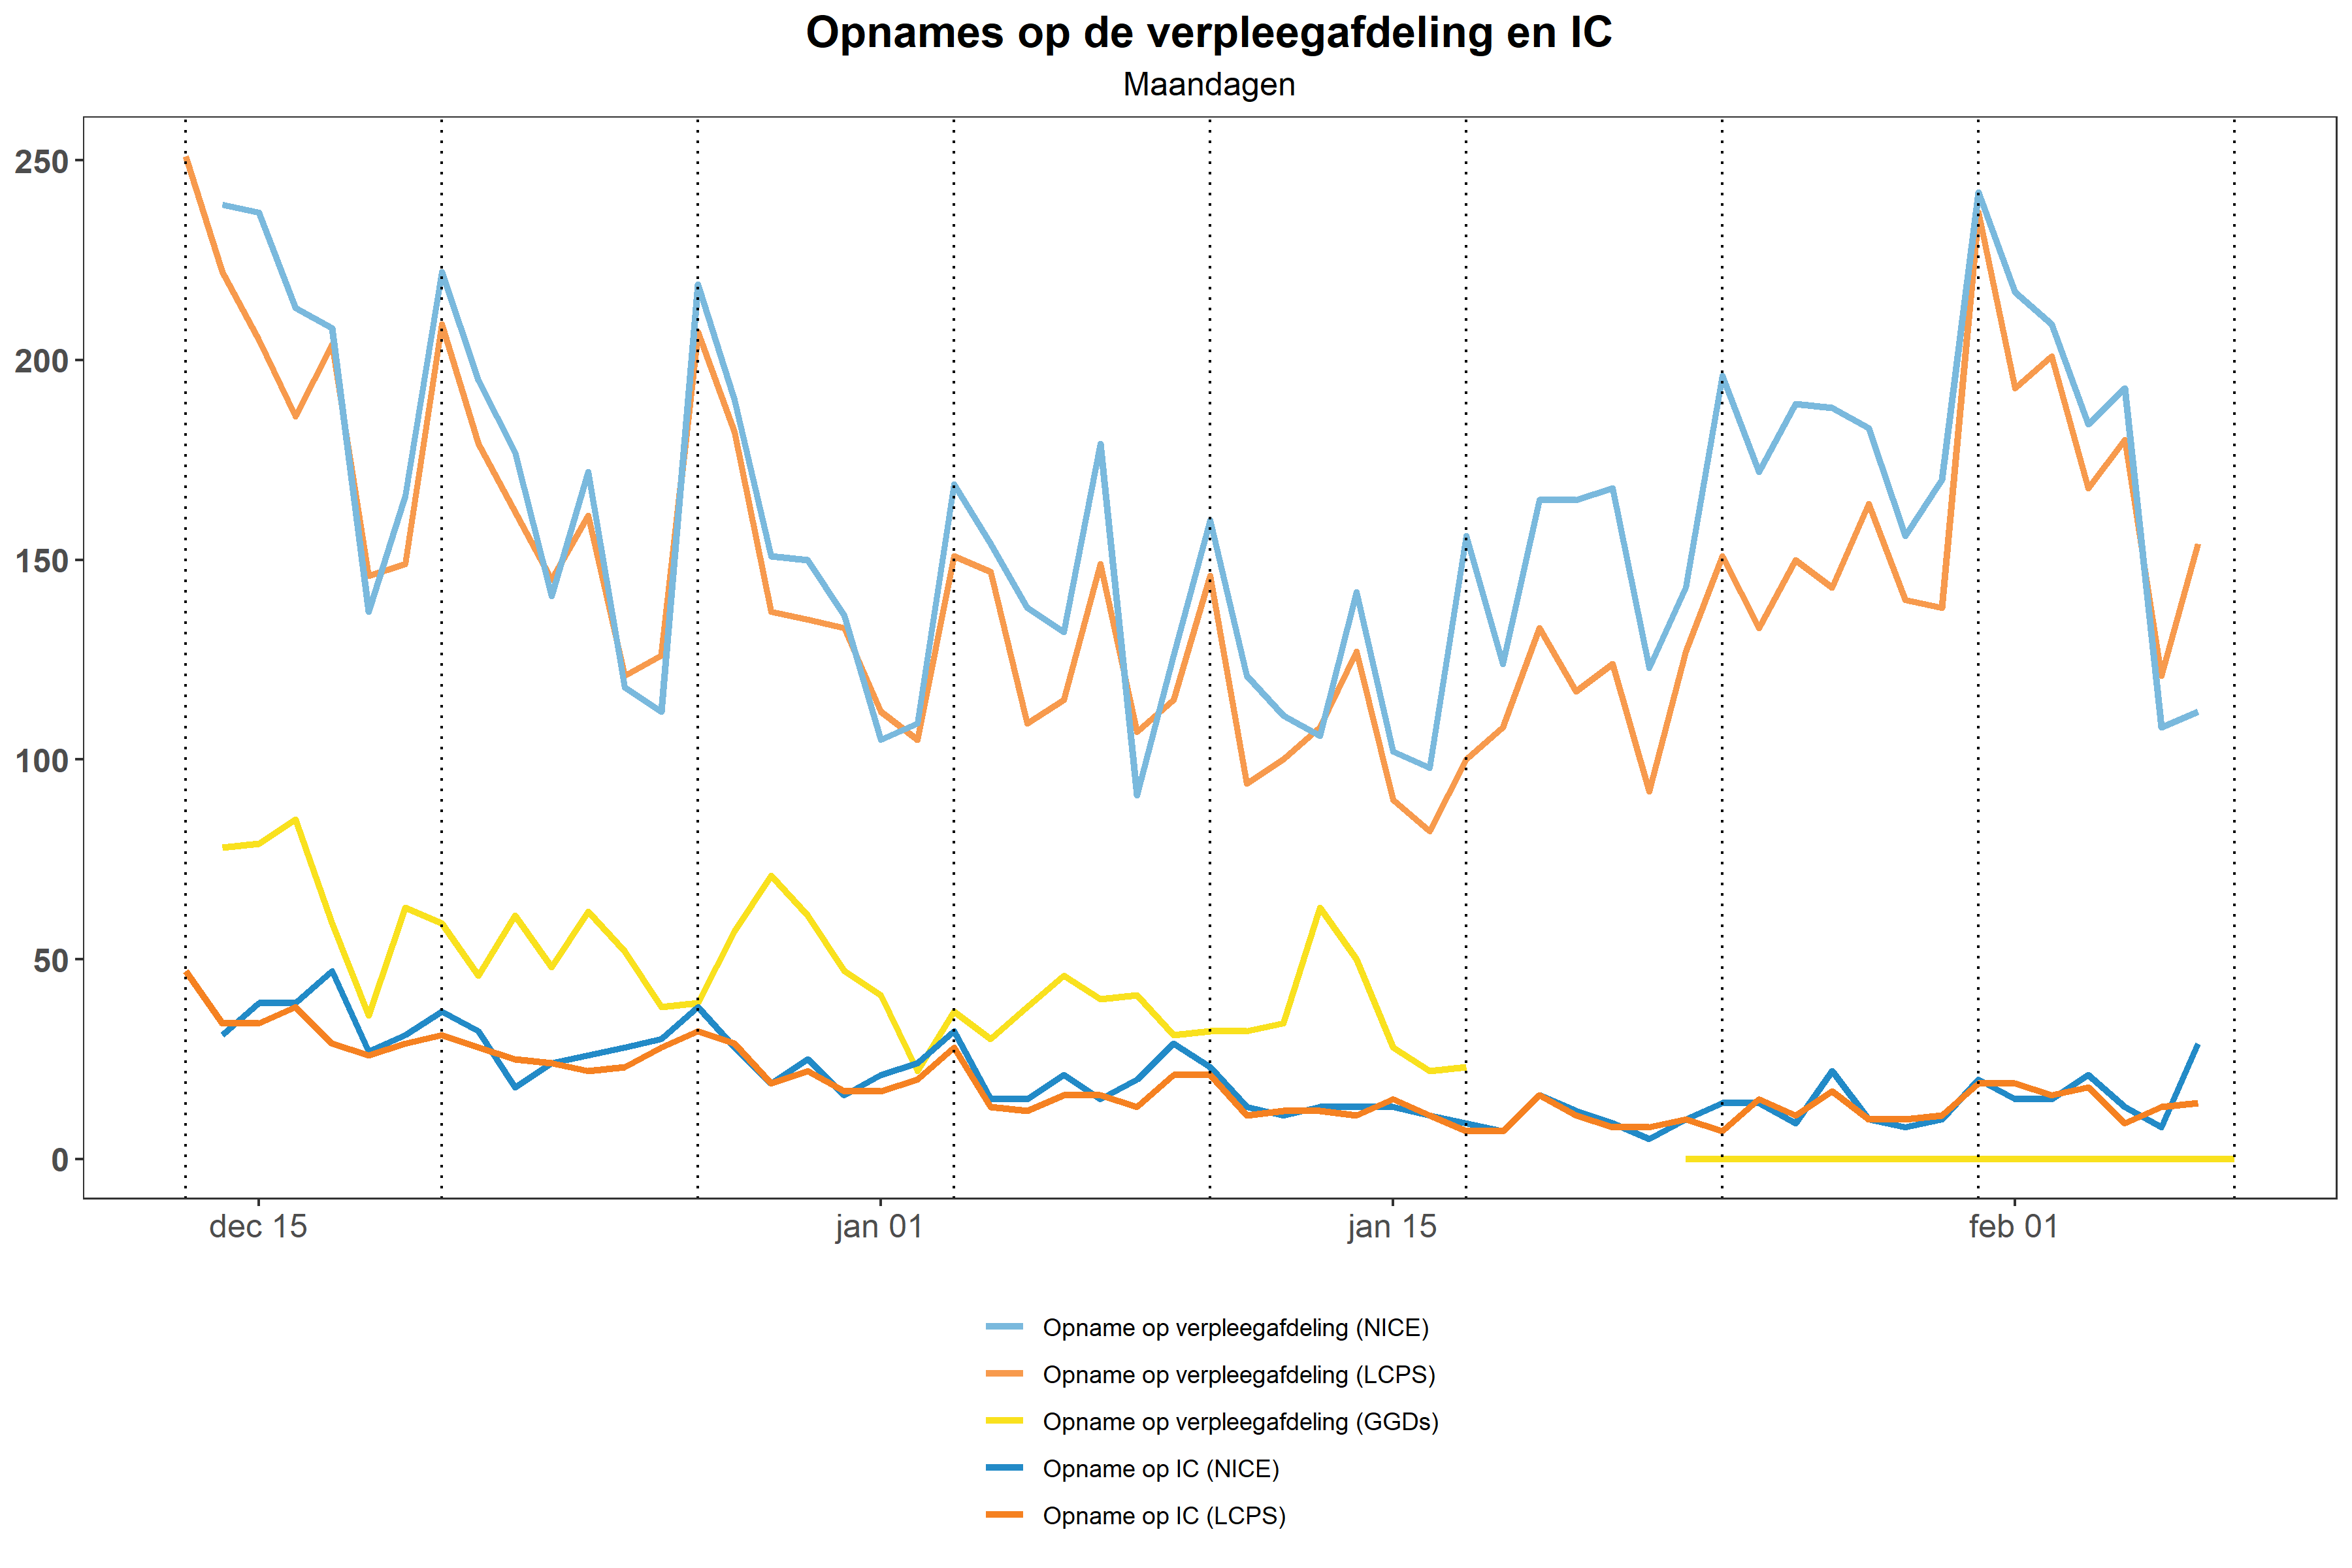 Opnames op de verpleegafdeling en IC
Maandagen
250
200
150
100
50
0
dec 15 jan 01 jan 15 feb 01
Opname op verpleegafdeling (NICE)
Opname op verpleegafdeling (LCPS)
Opname op verpleegafdeling (GGDs)
Opname op IC (NICE)
Opname op IC (LCPS)